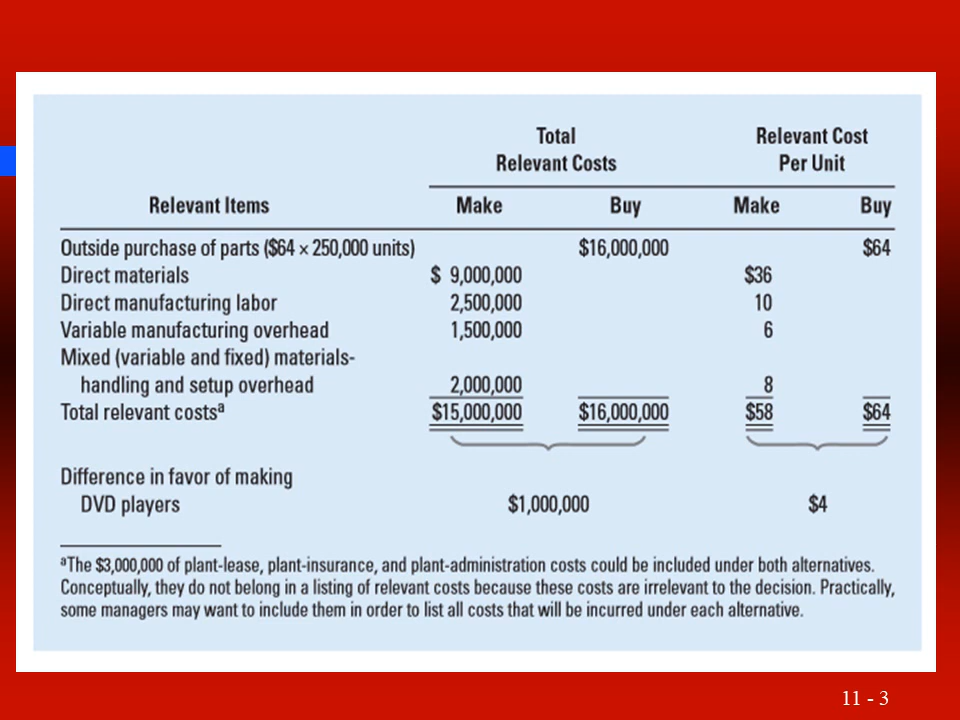 Total Relevant Cost
Relevant Costs Per Unit
Relevant Items Make Buy Make Buy
Outside purchase of parts ($64 × 250,000 units) $16,000,000 $64
Direct materials $ 9,000,000 $36
Direct manufacturing labor 2,500,000 10
Variable manufacturing overhead 1,500,000 6
Mixed (variable and fixed) materials-
handling and setup overhead 2,000,000 8
Total relevant costsᵃ $15,000,000 $16,000,000 $58 $64
Difference in favor of making
DVD players $1,000,000 $4
ᵃThe $3,000,000 of plant-lease, plant-insurance, and plant-administration costs could be included under both alternatives.
Conceptually, they do not belong in a listing of relevant costs because these costs are irrelevant to the decision. Practically,
some managers may want to include them in order to list all costs that will be incurred under each alternative.
11 - 3